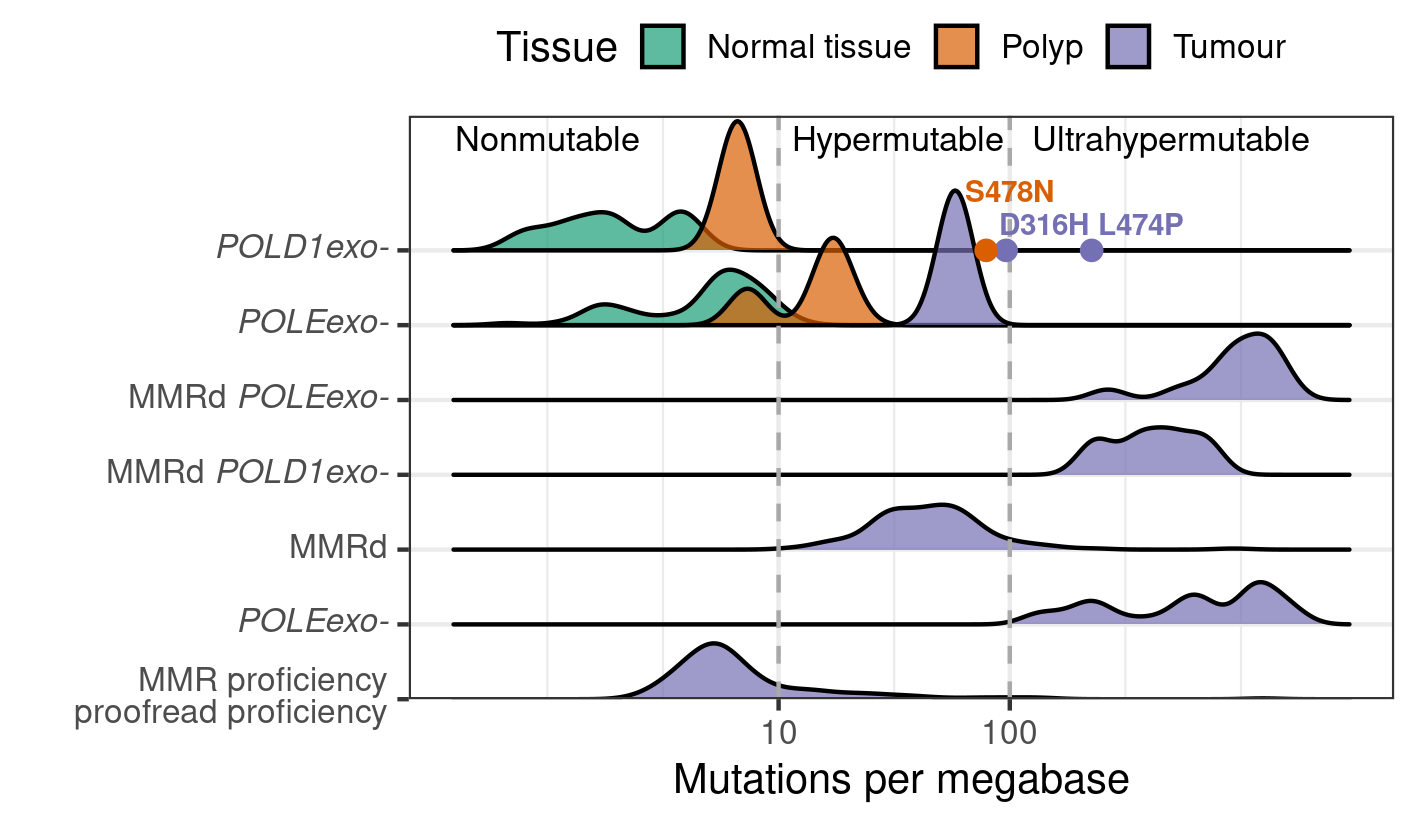 Tissue Normal tissue Polyp Tumour
Nonmutable Hypermutable Ultrahypermutable
S478N
D316H L474P
POLD1exo-
POLEexo-
MMRd POLEexo-
MMRd POLD1exo-
MMRd
POLEexo-
MMR proficiency
proofread proficiency
10 100
Mutations per megabase